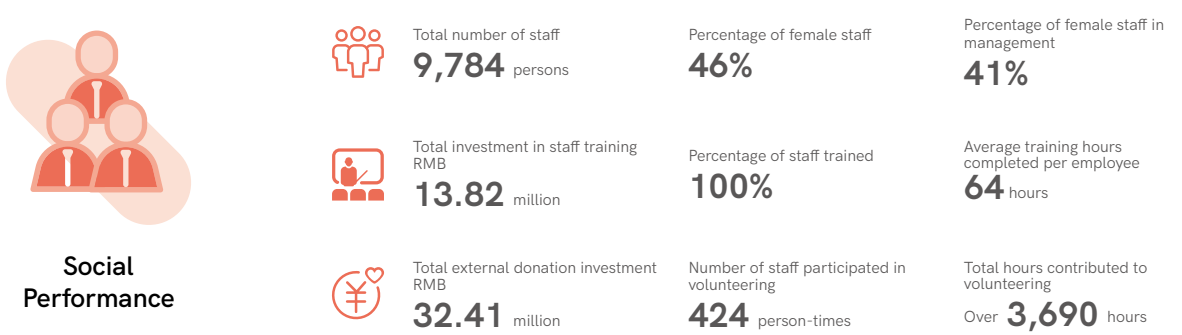 Social
Performance
Total number of staff
9,784 persons
Percentage of female staff
46%
Percentage of female staff in
management
41%
Total investment in staff training
RMB
13.82 million
Percentage of staff trained
100%
Average training hours
completed per employee
64 hours
Total external donation investment
RMB
32.41 million
Number of staff participated in
volunteering
424 person-times
Total hours contributed to
volunteering
Over 3,690 hours